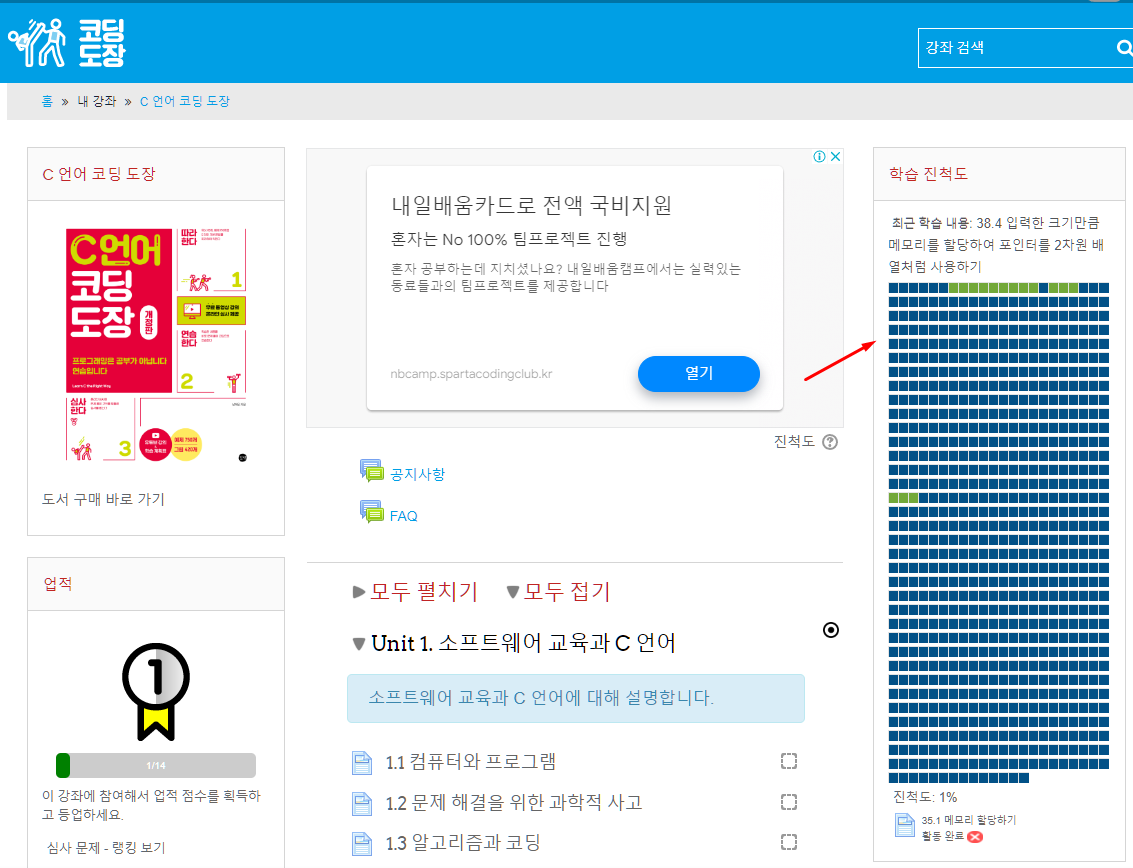 코딩
도장
강좌 검색
홈 » 내 강좌 » C 언어 코딩 도장
C 언어 코딩 도장
C언어
코딩
도장
개정판
프로그래밍은 공부가 아닙니다
연습입니다
Learn C the Right Way
따라
한다
1
연습
한다
2
심사
한다
3
도서 구매 바로 가기
업적
1
1/14
이 강좌에 참여해서 업적 점수를 획득하
고 등업하세요.
심사 문제 - 랭킹 보기
내일배움카드로 전액 국비지원
혼자는 No 100% 팀프로젝트 진행
혼자 공부하는데 지치셨나요? 내일배움캠프에서는 실력있는
동료들과의 팀프로젝트를 제공합니다
nbcamp.spartacodingclub.kr
열기
진척도
공지사항
FAQ
모두 펼치기 모두 접기
Unit 1. 소프트웨어 교육과 C 언어
소프트웨어 교육과 C 언어에 대해 설명합니다.
1.1 컴퓨터와 프로그램
1.2 문제 해결을 위한 과학적 사고
1.3 알고리즘과 코딩
학습 진척도
최근 학습 내용: 38.4 입력한 크기만큼
메모리를 할당하여 포인터를 2차원 배
열처럼 사용하기
진척도: 1%
35.1 메모리 할당하기
활동 완료